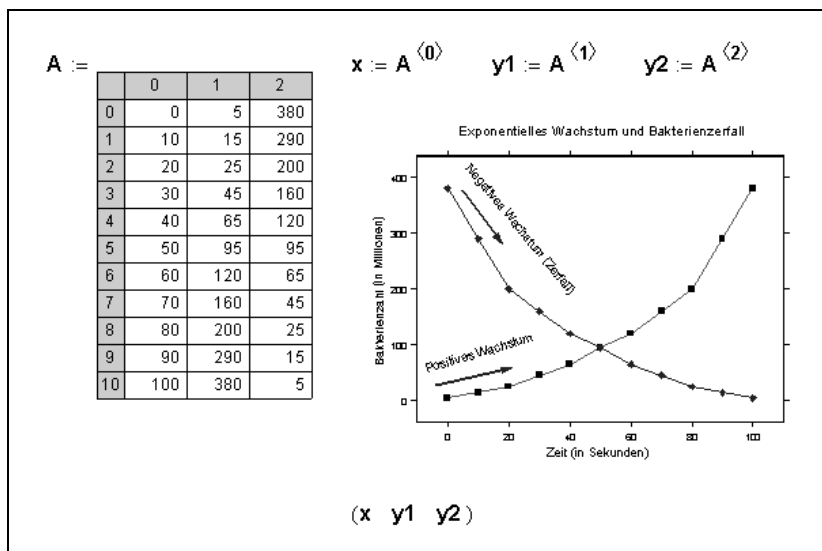 A := x := A⟨0⟩ y1 := A⟨1⟩ y2 := A⟨2⟩
0 1 2
0 0 5 380
1 10 15 290
2 20 25 200
3 30 45 160
4 40 65 120
5 50 95 95
6 60 120 65
7 70 160 45
8 80 200 25
9 90 290 15
10 100 380 5
Exponentielles Wachstum und Bakterienzerfall
Bakterienzahl (in Millionen)
400
300
200
100
0
Negatives Wachstum (Zerfall)
Positives Wachstum
0 20 40 60 80 100
Zeit (in Sekunden)
(x y1 y2)